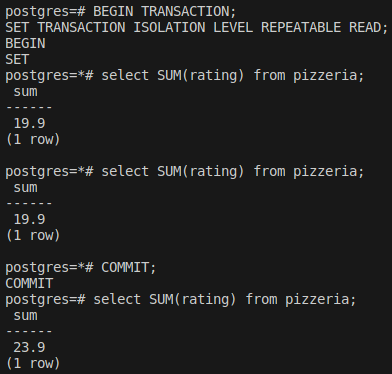 postgres=# BEGIN TRANSACTION;
SET TRANSACTION ISOLATION LEVEL REPEATABLE READ;
BEGIN
SET
postgres=*# select SUM(rating) from pizzeria;
 sum
------
 19.9
(1 row)

postgres=*# select SUM(rating) from pizzeria;
 sum
------
 19.9
(1 row)

postgres=*# COMMIT;
COMMIT
postgres=# select SUM(rating) from pizzeria;
 sum
------
 23.9
(1 row)